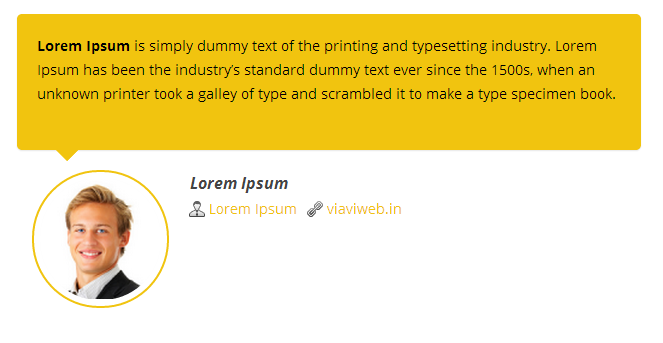 Lorem Ipsum is simply dummy text of the printing and typesetting industry. Lorem
Ipsum has been the industry's standard dummy text ever since the 1500s, when an
unknown printer took a galley of type and scrambled it to make a type specimen book.
Lorem Ipsum
Lorem Ipsum viaviweb.in